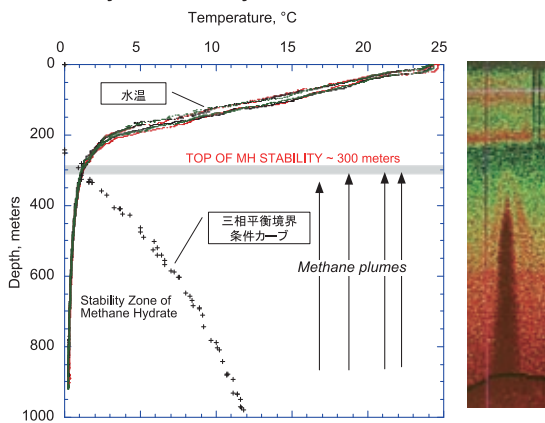 Temperature, °C
0 5 10 15 20 25
0
水温
200
TOP OF MH STABILITY ~ 300 meters
400
三相平衡境界
条件カーブ
Methane plumes
600
Stability Zone of
Methane Hydrate
800
1000
Depth, meters